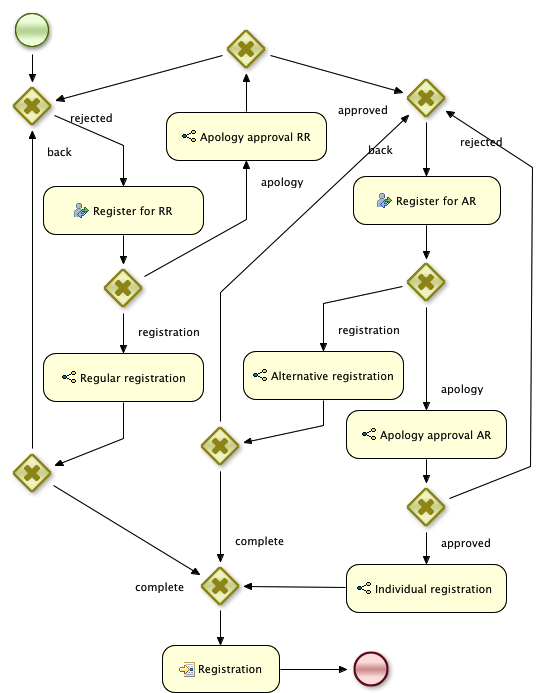 rejected
approved
Apology approval RR
back
back
rejected
apology
Register for RR
Register for AR
registration
registration
Regular registration
Alternative registration
apology
Apology approval AR
complete
approved
complete
Individual registration
Registration